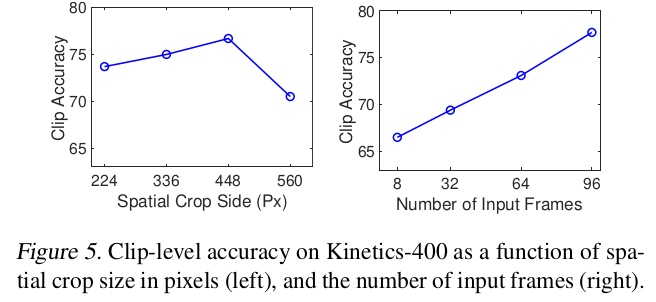 80
75
70
65
Clip Accuracy
224 336 448 560
Spatial Crop Side (Px)
80
75
70
65
Clip Accuracy
8 32 64 96
Number of Input Frames
Figure 5. Clip-level accuracy on Kinetics-400 as a function of spa-
tial crop size in pixels (left), and the number of input frames (right).